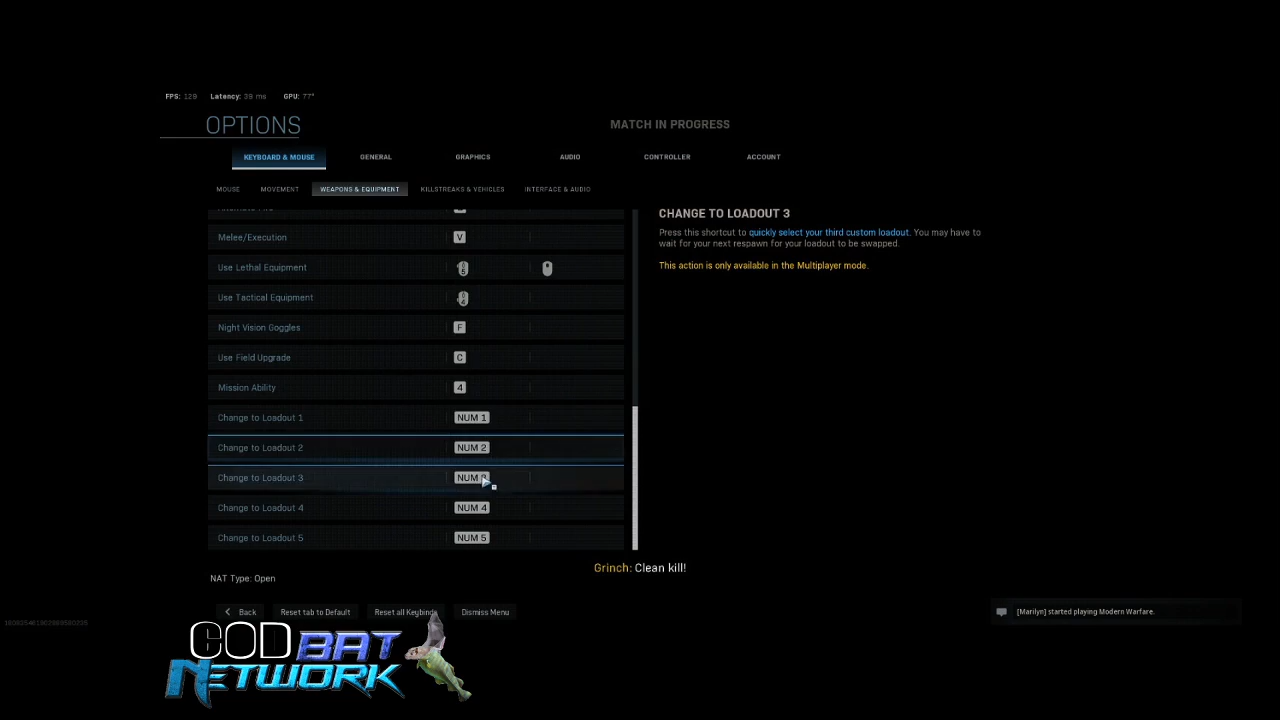 FPS: 129 Latency: 39 ms GPU: 77°
OPTIONS
MATCH IN PROGRESS
KEYBOARD & MOUSE GENERAL GRAPHICS AUDIO CONTROLLER ACCOUNT
MOUSE MOVEMENT WEAPONS & EQUIPMENT KILLSTREAKS & VEHICLES INTERFACE & AUDIO
Melee/Execution V
Use Lethal Equipment
Use Tactical Equipment
Night Vision Goggles F
Use Field Upgrade C
Mission Ability 4
Change to Loadout 1 NUM 1
Change to Loadout 2 NUM 2
Change to Loadout 3 NUM
Change to Loadout 4 NUM 4
Change to Loadout 5 NUM 5
CHANGE TO LOADOUT 3
Press this shortcut to quickly select your third custom loadout. You may have to
wait for your next respawn for your loadout to be swapped.
This action is only available in the Multiplayer mode.
Grinch: Clean kill!
NAT Type: Open
Back Reset tab to Default Reset all Keybinds Dismiss Menu
[Marilyn] started playing Modern Warfare.
CODBAT
NETWORK